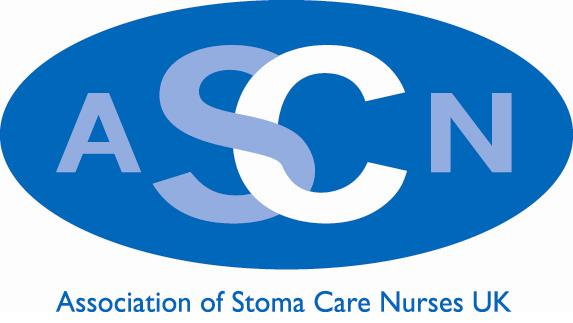 ASCN
Association of Stoma Care Nurses UK